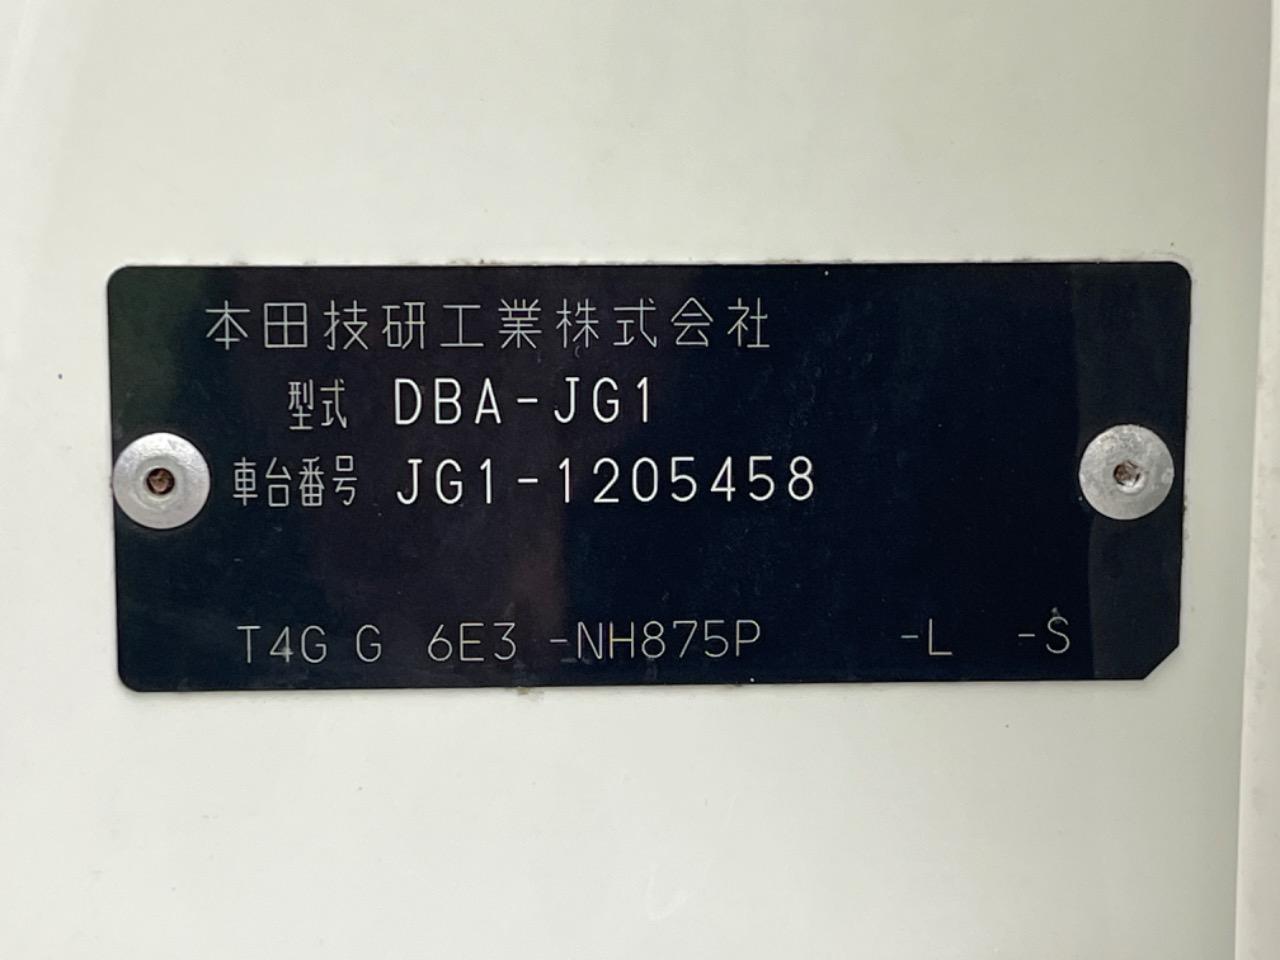 本田技研工業株式会社
型式 DBA-JG1
車台番号 JG1-1205458
T4G G 6E3 -NH875P -L -S